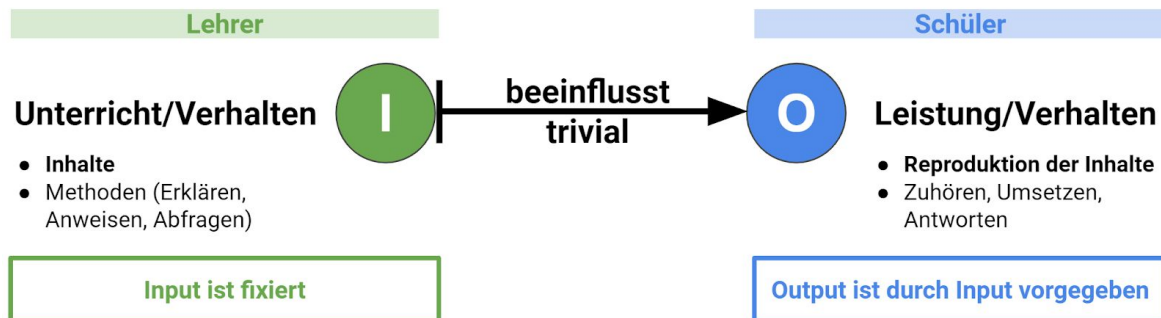 Lehrer
Schüler
Unterricht/Verhalten
I
beeinflusst
trivial
O
Leistung/Verhalten
● Inhalte
● Methoden (Erklären,
Anweisen, Abfragen)
● Reproduktion der Inhalte
● Zuhören, Umsetzen,
Antworten
Input ist fixiert
Output ist durch Input vorgegeben